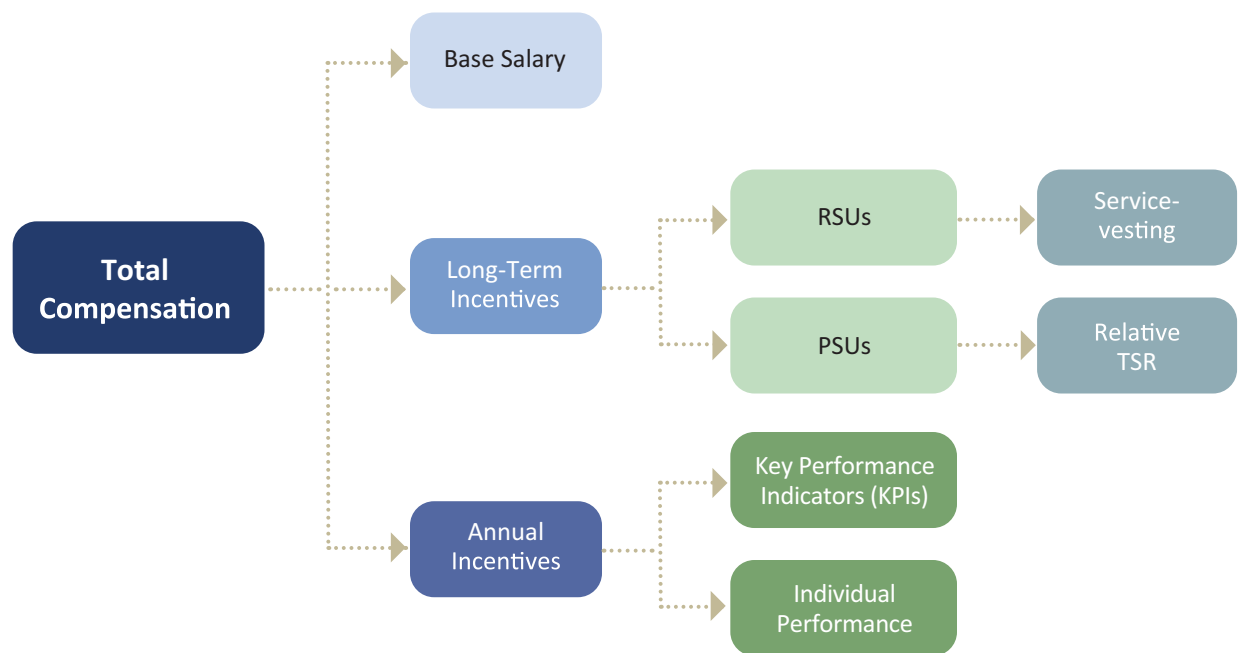 Base Salary
Total
Compensation
Long-Term
Incentives
RSUs
Service-
vesting
PSUs
Relative
TSR
Annual
Incentives
Key Performance
Indicators (KPIs)
Individual
Performance